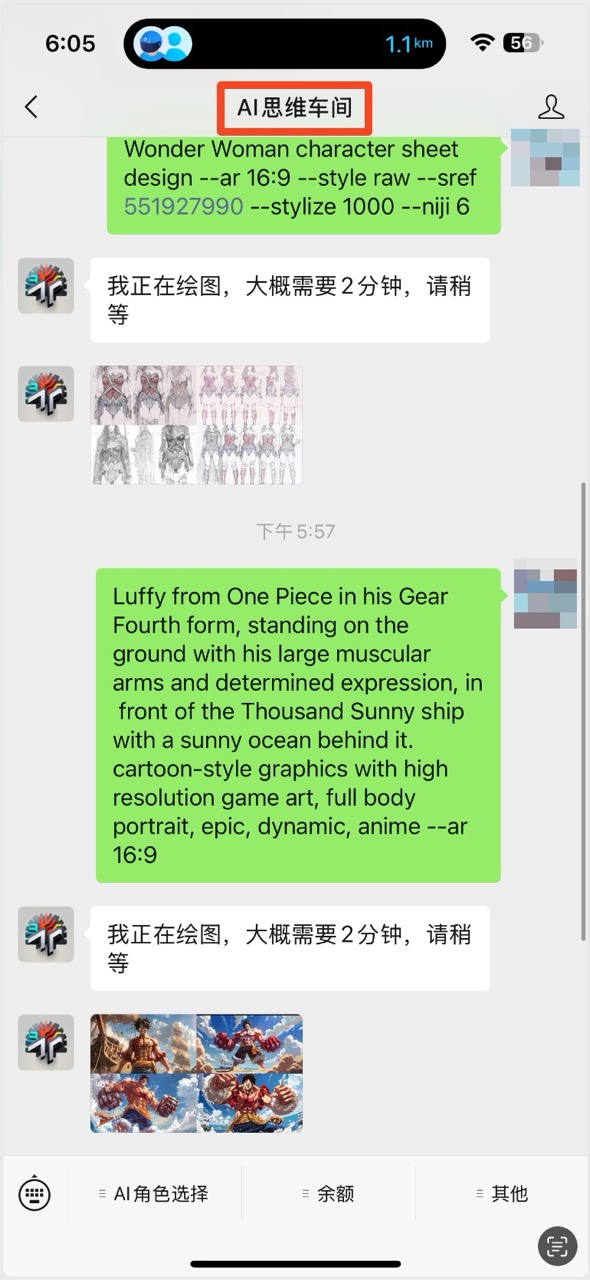 6:05
1.1km
56
AI思维车间
Wonder Woman character sheet
design --ar 16:9 --style raw --sref
551927990 --stylize 1000 --niji 6
我正在绘图，大概需要2分钟，请稍
等
下午5:57
Luffy from One Piece in his Gear
Fourth form, standing on the
ground with his large muscular
arms and determined expression, in
front of the Thousand Sunny ship
with a sunny ocean behind it.
cartoon-style graphics with high
resolution game art, full body
portrait, epic, dynamic, anime --ar
16:9
我正在绘图，大概需要2分钟，请稍
等
AI角色选择
余额
其他